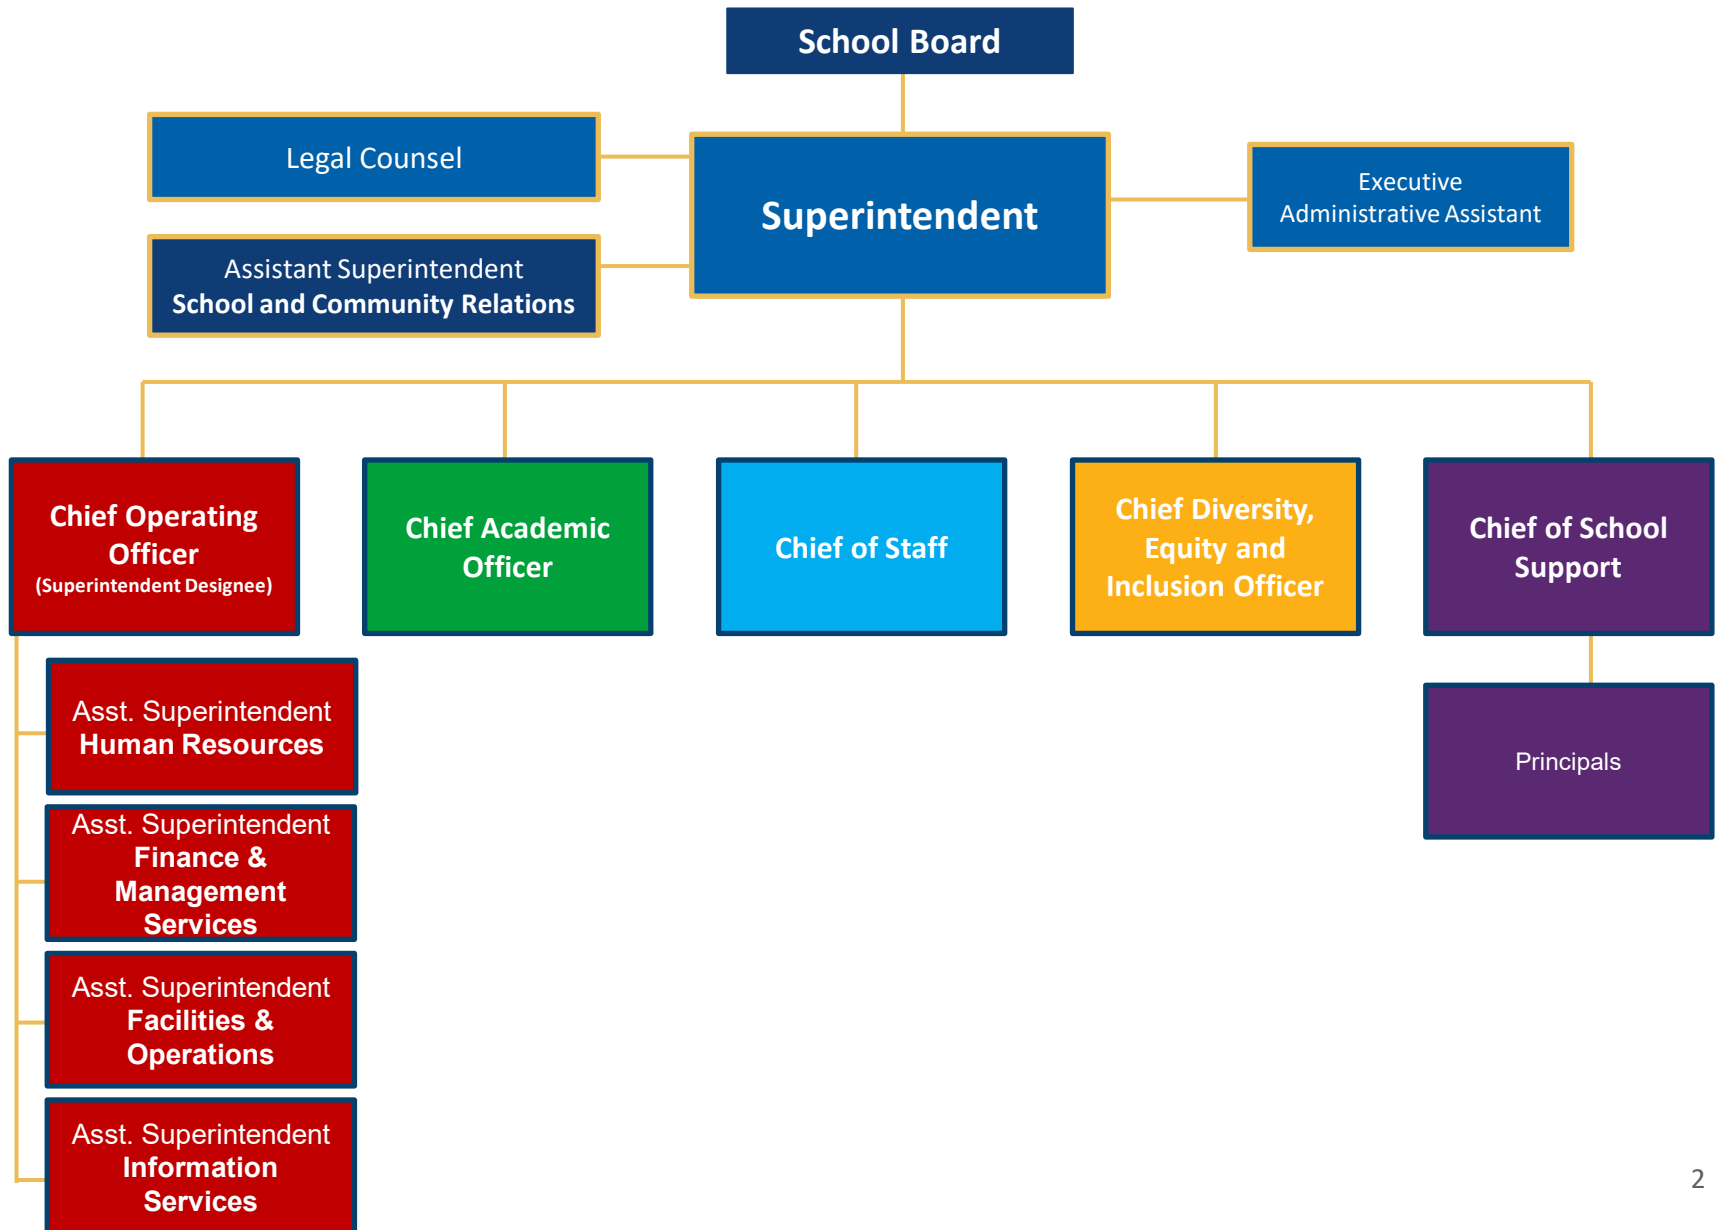 School Board
Legal Counsel
Superintendent
Executive
Administrative Assistant
Assistant Superintendent
School and Community Relations
Chief Operating
Officer
(Superintendent Designee)
Chief Academic
Officer
Chief of Staff
Chief Diversity,
Equity and
Inclusion Officer
Chief of School
Support
Asst. Superintendent
Human Resources
Principals
Asst. Superintendent
Finance &
Management
Services
Asst. Superintendent
Facilities &
Operations
Asst. Superintendent
Information
Services
2